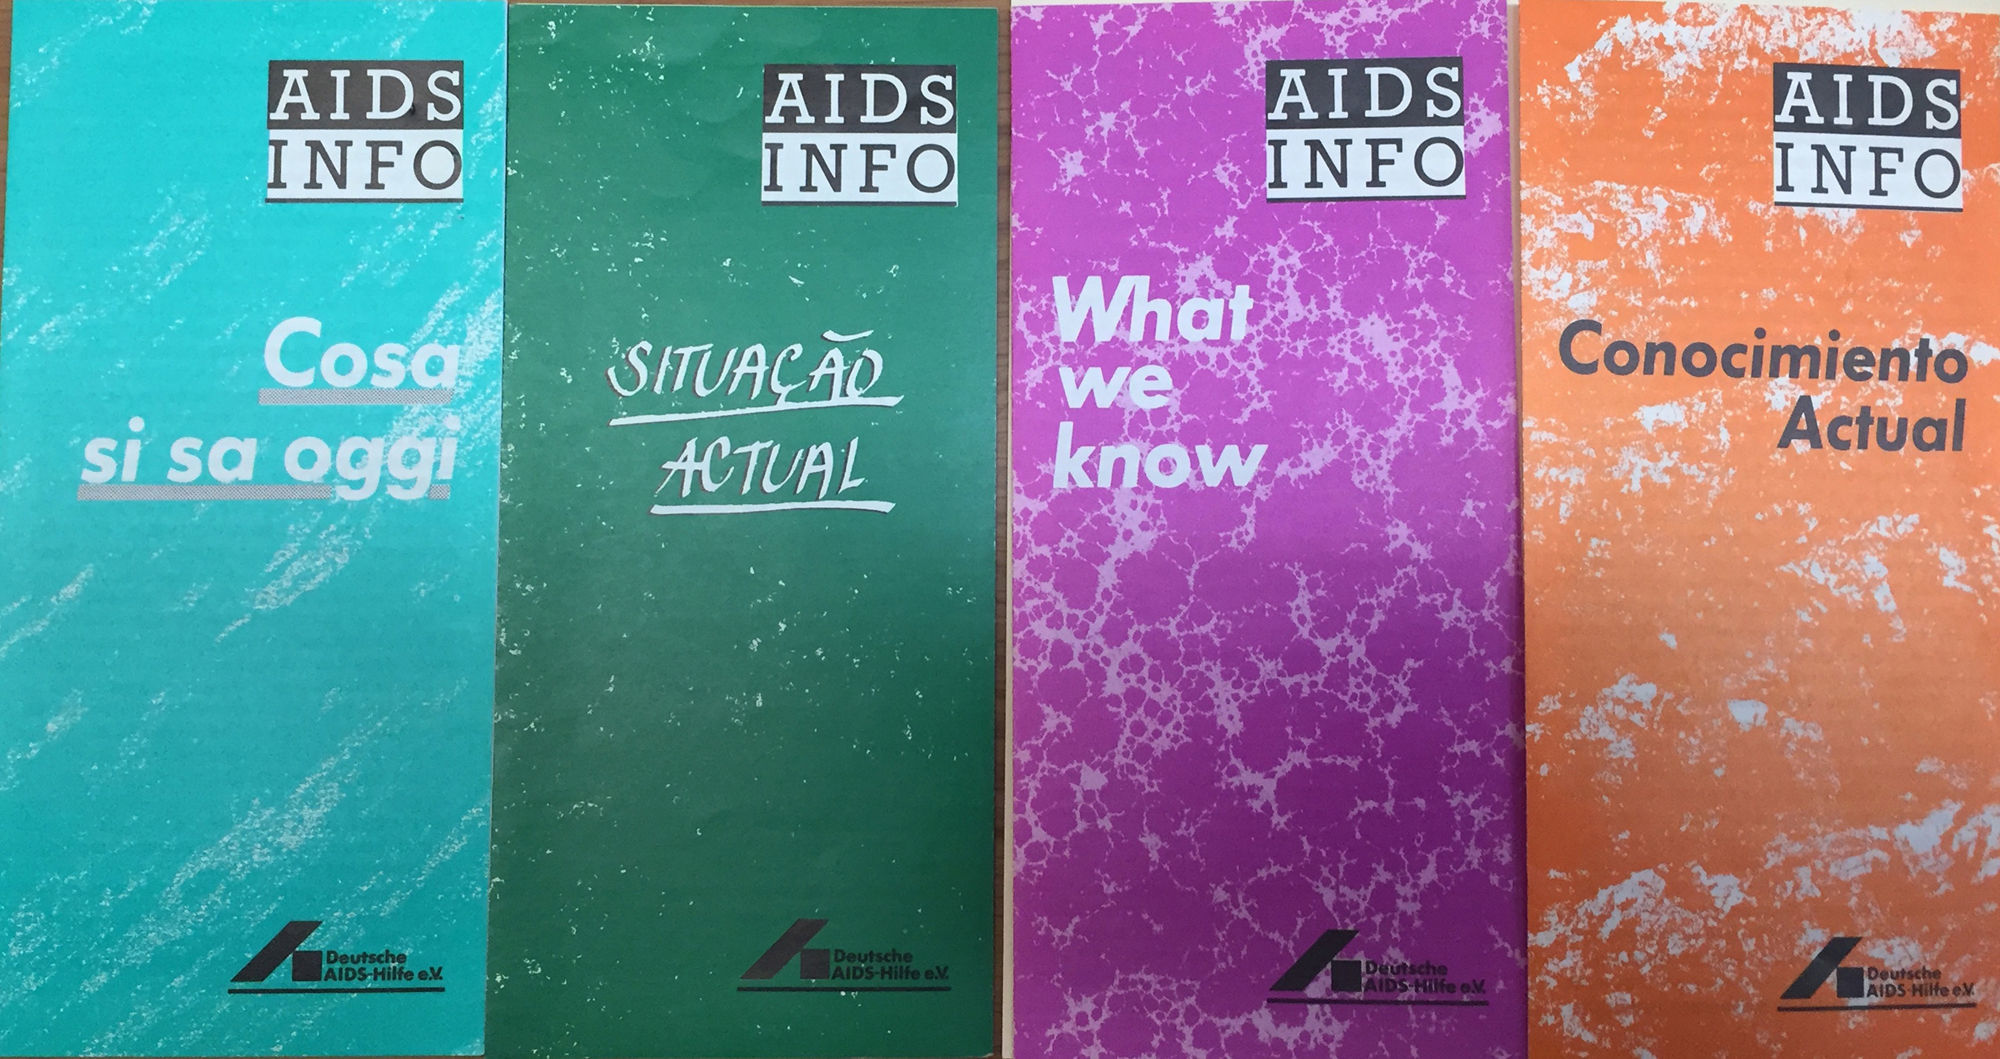 AIDS
INFO
Cosa
si sa oggi
Deutsche
AIDS-Hilfe e.V.
AIDS
INFO
SITUAÇÃO
ACTUAL
Deutsche
AIDS-Hilfe e.V.
AIDS
INFO
What
we
know
Deutsche
AIDS-Hilfe e.V.
AIDS
INFO
Conocimiento
Actual
Deutsche
AIDS-Hilfe e.V.